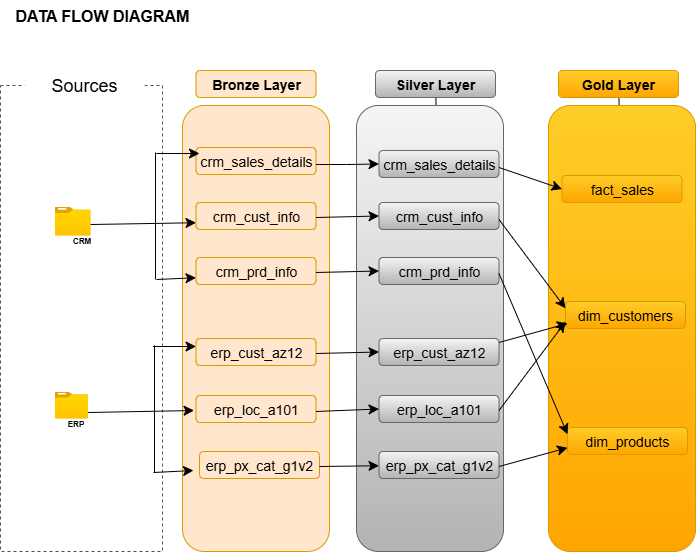 DATA FLOW DIAGRAM
Sources
Bronze Layer
Silver Layer
Gold Layer
crm_sales_details
crm_sales_details
fact_sales
CRM
crm_cust_info
crm_cust_info
crm_prd_info
crm_prd_info
dim_customers
erp_cust_az12
erp_cust_az12
ERP
erp_loc_a101
erp_loc_a101
dim_products
erp_px_cat_g1v2
erp_px_cat_g1v2